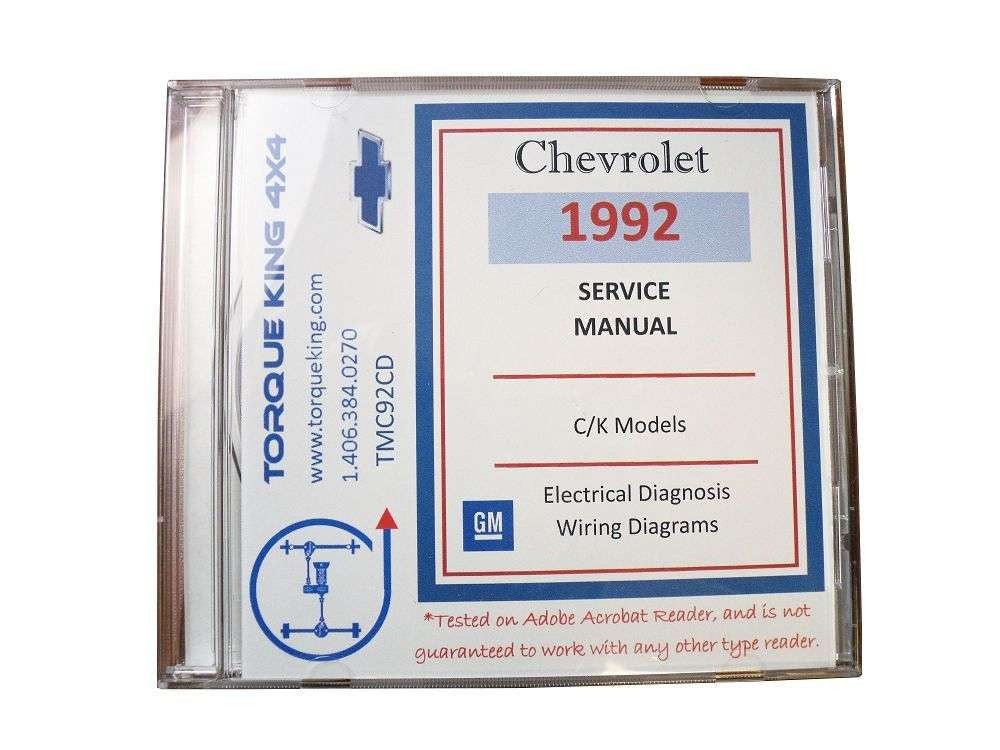 TORQUE KING 4X4
www.torqueking.com
1.406.384.0270
TMC92CD
Chevrolet
1992
SERVICE
MANUAL
C/K Models
GM
Electrical Diagnosis
Wiring Diagrams
*Tested on Adobe Acrobat Reader, and is not
guaranteed to work with any other type reader.